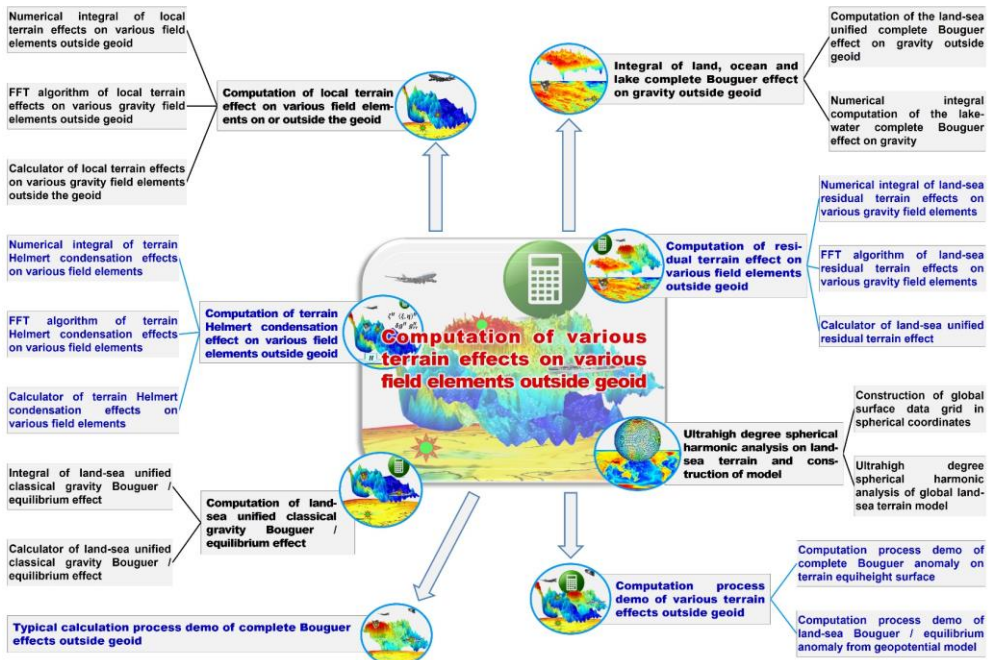 Numerical integral of local
terrain effects on various field
elements outside geoid
FFT algorithm of local terrain
effects on various gravity field
elements outside geoid
Calculator of local terrain effects
on various gravity field elements
outside the geoid
Computation of local terrain
effect on various field elem-
ents on or outside the geoid
Integral of land, ocean and
lake complete Bouguer effect
on gravity outside geoid
Computation of the land-sea
unified complete Bouguer
effect on gravity outside
geoid
Numerical integral
computation of the lake-
water complete Bouguer
effect on gravity
Numerical integral of terrain
Helmert condensation effects
on various field elements
FFT algorithm of terrain
Helmert condensation effects
on various field elements
Calculator of terrain Helmert
condensation effects on
various field elements
Computation of terrain
Helmert condensation
effect on various field
elements outside geoid
Computation of various
terrain effects on various
field elements outside geoid
Computation of resi-
dual terrain effect on
various field elements
outside geoid
Numerical integral of land-sea
residual terrain effects on
various gravity field elements
FFT algorithm of land-sea
residual terrain effects on
various gravity field elements
Calculator of land-sea unified
residual terrain effect
Integral of land-sea unified
classical gravity Bouguer /
equilibrium effect
Calculator of land-sea unified
classical gravity Bouguer /
equilibrium effect
Computation of land-
sea unified classical
gravity Bouguer /
equilibrium effect
Ultrahigh degree spherical
harmonic analysis on land-
sea terrain and cons-
truction of model
Construction of global
surface data grid in
spherical coordinates
Ultrahigh degree
spherical harmonic
analysis of global land-
sea terrain model
Typical calculation process demo of complete Bouguer
effects outside geoid
Computation process
demo of various terrain
effects outside geoid
Computation process demo of
complete Bouguer anomaly on
terrain equiheight surface
Computation process demo of
land-sea Bouguer / equilibrium
anomaly from geopotential model